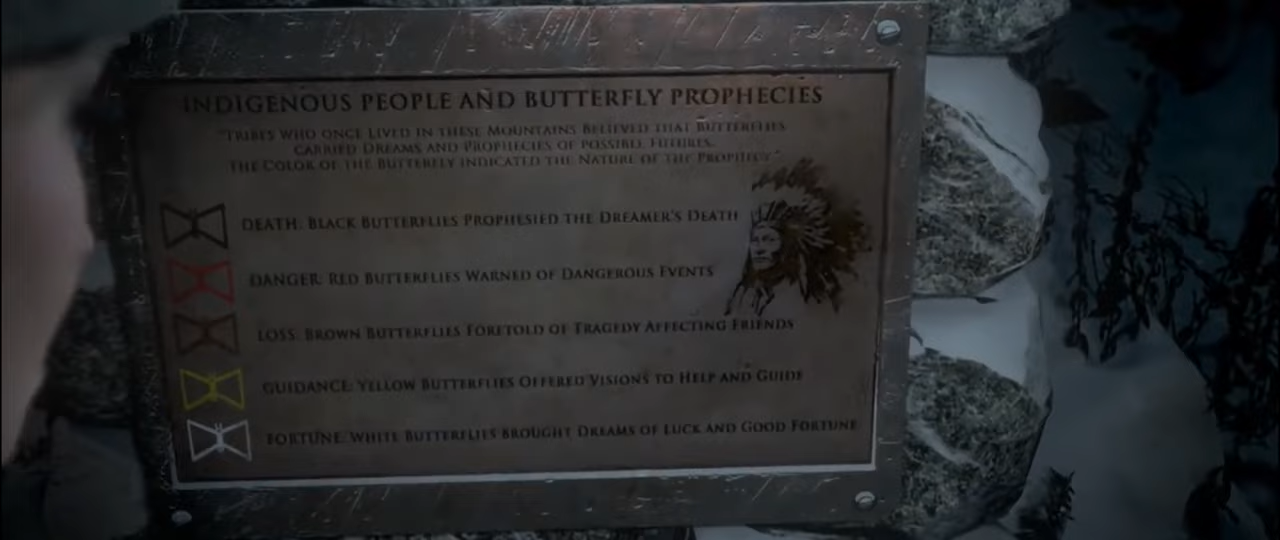 INDIGENOUS PEOPLE AND BUTTERFLY PROPHECIES
"TRIBES WHO ONCE LIVED IN THESE MOUNTAINS BELIEVED THAT BUTTERFLIES
CARRIED DREAMS AND PROPHECIES OF POSSIBLE FUTURES.
THE COLOR OF THE BUTTERFLY INDICATED THE NATURE OF THE PROPHECY."
DEATH: BLACK BUTTERFLIES PROPHESIED THE DREAMER'S DEATH
DANGER: RED BUTTERFLIES WARNED OF DANGEROUS EVENTS
LOSS: BROWN BUTTERFLIES FORETOLD OF TRAGEDY AFFECTING FRIENDS
GUIDANCE: YELLOW BUTTERFLIES OFFERED VISIONS TO HELP AND GUIDE
FORTUNE: WHITE BUTTERFLIES BROUGHT DREAMS OF LUCK AND GOOD FORTUNE